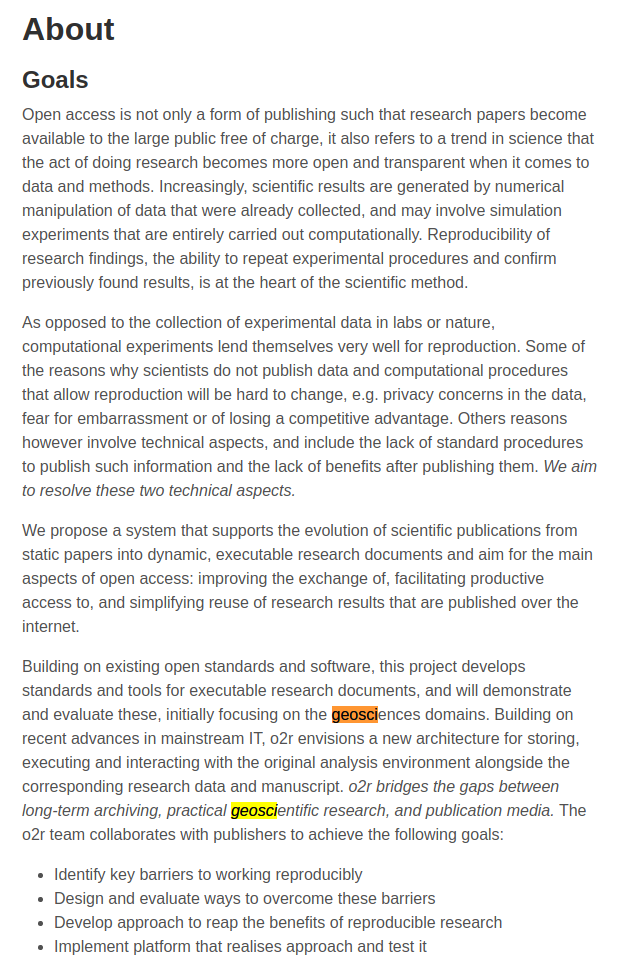 About
Goals
Open access is not only a form of publishing such that research papers become
available to the large public free of charge, it also refers to a trend in science that
the act of doing research becomes more open and transparent when it comes to
data and methods. Increasingly, scientific results are generated by numerical
manipulation of data that were already collected, and may involve simulation
experiments that are entirely carried out computationally. Reproducibility of
research findings, the ability to repeat experimental procedures and confirm
previously found results, is at the heart of the scientific method.
As opposed to the collection of experimental data in labs or nature,
computational experiments lend themselves very well for reproduction. Some of
the reasons why scientists do not publish data and computational procedures
that allow reproduction will be hard to change, e.g. privacy concerns in the data,
fear for embarrassment or of losing a competitive advantage. Others reasons
however involve technical aspects, and include the lack of standard procedures
to publish such information and the lack of benefits after publishing them. We aim
to resolve these two technical aspects.
We propose a system that supports the evolution of scientific publications from
static papers into dynamic, executable research documents and aim for the main
aspects of open access: improving the exchange of, facilitating productive
access to, and simplifying reuse of research results that are published over the
internet.
Building on existing open standards and software, this project develops
standards and tools for executable research documents, and will demonstrate
and evaluate these, initially focusing on the geosciences domains. Building on
recent advances in mainstream IT, o2r envisions a new architecture for storing,
executing and interacting with the original analysis environment alongside the
corresponding research data and manuscript. o2r bridges the gaps between
long-term archiving, practical geoscientific research, and publication media. The
o2r team collaborates with publishers to achieve the following goals:
• Identify key barriers to working reproducibly
• Design and evaluate ways to overcome these barriers
• Develop approach to reap the benefits of reproducible research
• Implement platform that realises approach and test it